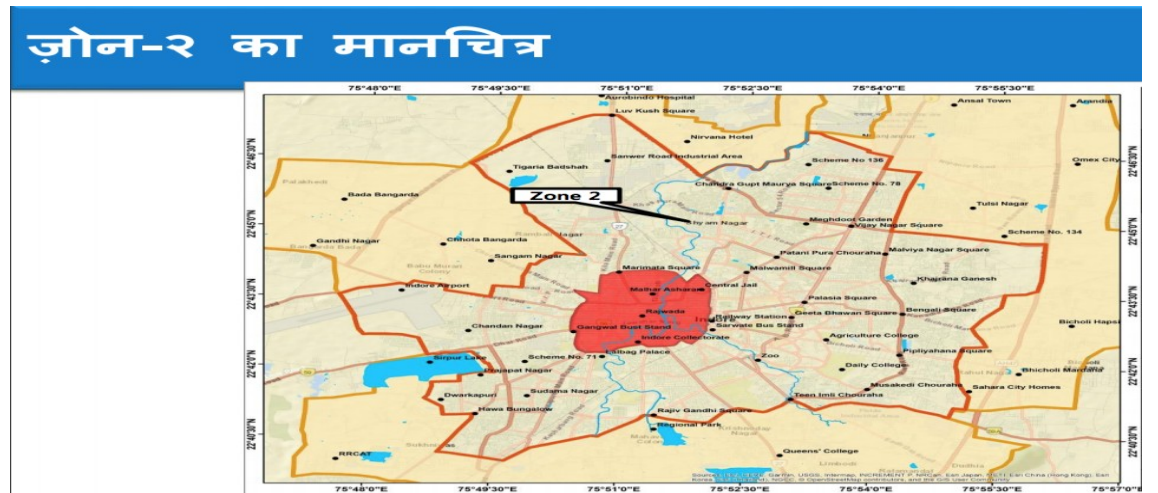 ज़ोन-२ का मानचित्र
75°48'0"E 75°49'30"E 75°51'0"E 75°52'30"E 75°54'0"E 75°55'30"E
Aurobindo Hospital
Ansal Town
Luv Kush Square
Nirvana Hotel
Sanwer Road Industrial Area
Scheme No 136
Omex City
Tigaria Badshah
Palakhedi
Chandra Gupt Maurya Square
Scheme No. 78
Bada Bangarda
Zone 2
Tulsi Nagar
Shyam Nagar
Meghdoot Garden
Vijay Nagar Square
Scheme No. 134
Gandhi Nagar
Chhota Bangarda
Sangam Nagar
Patani Pura Chouraha
Malviya Nagar Square
Marimata Square
Malwamill Square
Khajrana Ganesh
Indore Airport
Malhar Asharam
Central Jail
Palasia Square
Rajwada
Railway Station
Geeta Bhawan Square
Bengali Square
Chandan Nagar
Gangwal Bust Stand
Sarwate Bus Stand
Bicholi Hapsi
Indore Collectorate
Agriculture College
Lalbag Palace
Pipliyahana Square
Sirpur Lake
Scheme No. 71
Zoo
Daily College
Prajapat Nagar
Bhicholi Mardana
Musakedi Chouraha
Sahara City Homes
Dwarkapuri
Sudama Nagar
Teen Imli Chouraha
Hawa Bungalow
Rajiv Gandhi Square
Regional Park
RRCAT
Queens' College
75°48'0"E 75°49'30"E 75°51'0"E 75°52'30"E 75°54'0"E 75°55'30"E 75°57'0"E